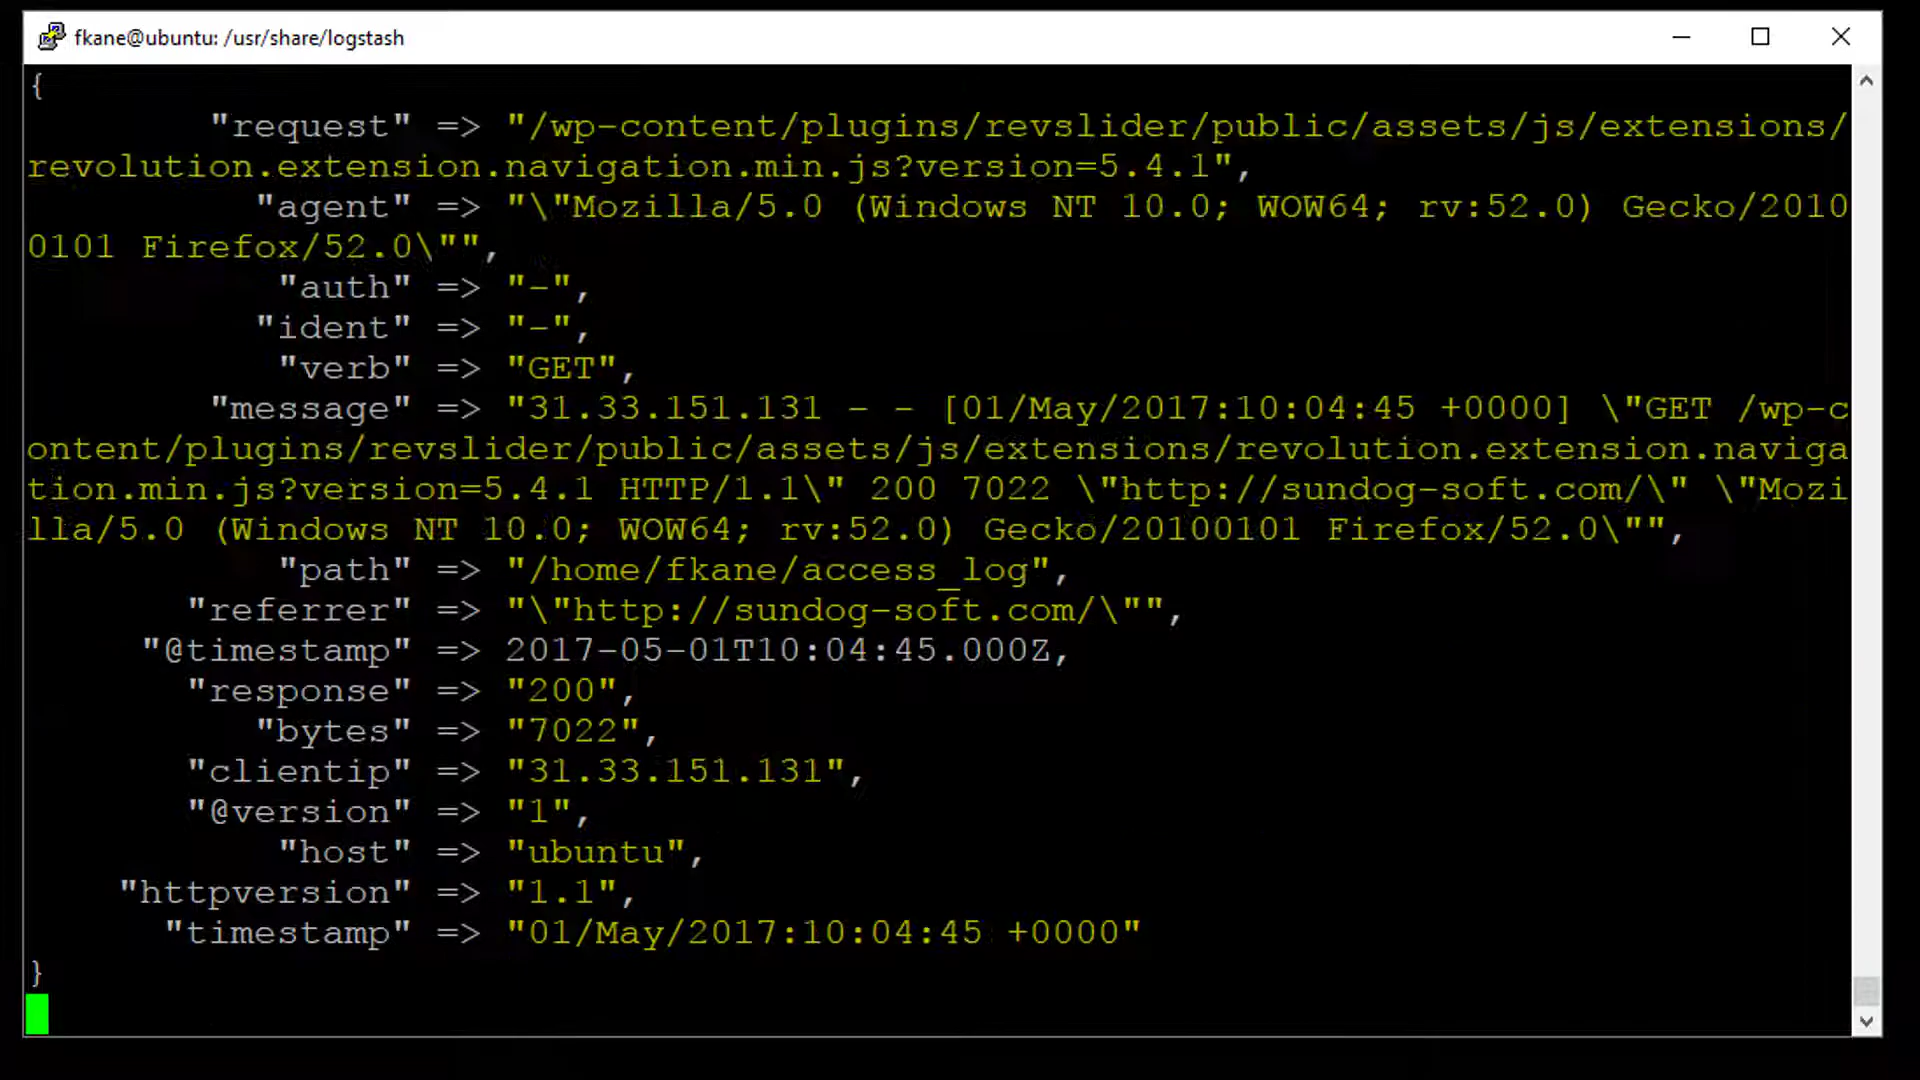 fkane@ubuntu: /usr/share/logstash
{
"request" => "/wp-content/plugins/revslider/public/assets/js/extensions/
revolution.extension.navigation.min.js?version=5.4.1",
"agent" => "\"Mozilla/5.0 (Windows NT 10.0; WOW64; rv:52.0) Gecko/2010
0101 Firefox/52.0\"",
"auth" => "-",
"ident" => "-",
"verb" => "GET",
"message" => "31.33.151.131 - - [01/May/2017:10:04:45 +0000] \"GET /wp-c
ontent/plugins/revslider/public/assets/js/extensions/revolution.extension.naviga
tion.min.js?version=5.4.1 HTTP/1.1\" 200 7022 \"http://sundog-soft.com/\" \"Mozi
lla/5.0 (Windows NT 10.0; WOW64; rv:52.0) Gecko/20100101 Firefox/52.0\"",
"path" => "/home/fkane/access_log",
"referrer" => "\"http://sundog-soft.com/\"",
"@timestamp" => 2017-05-01T10:04:45.000Z,
"response" => "200",
"bytes" => "7022",
"clientip" => "31.33.151.131",
"@version" => "1",
"host" => "ubuntu",
"httpversion" => "1.1",
"timestamp" => "01/May/2017:10:04:45 +0000"
}